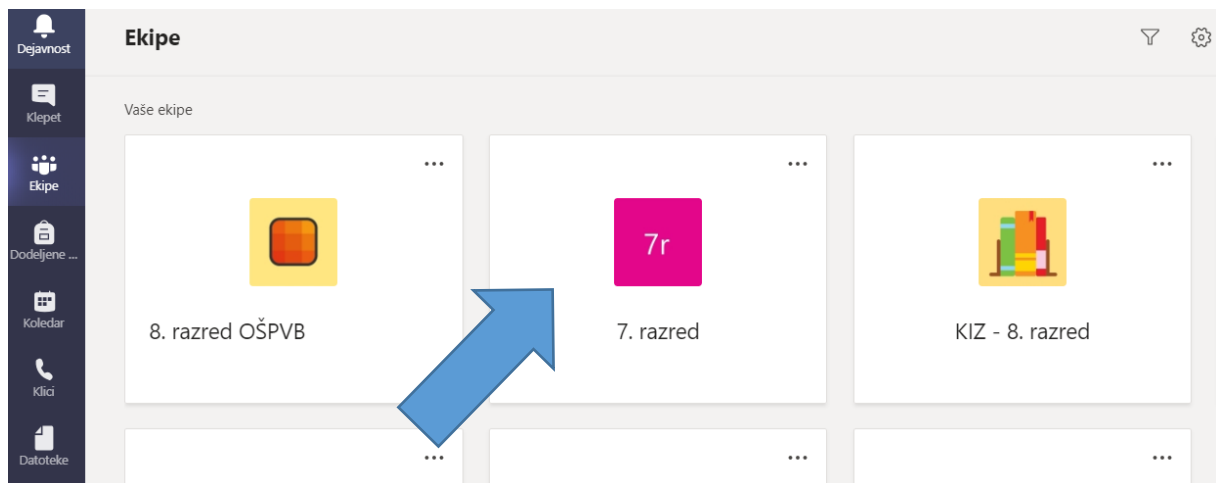 Dejavnost
Klepet
Ekipe
Dodeljene ...
Koledar
Klici
Datoteke
Ekipe
Vaše ekipe
8. razred OŠPVB
7r
7. razred
KIZ - 8. razred